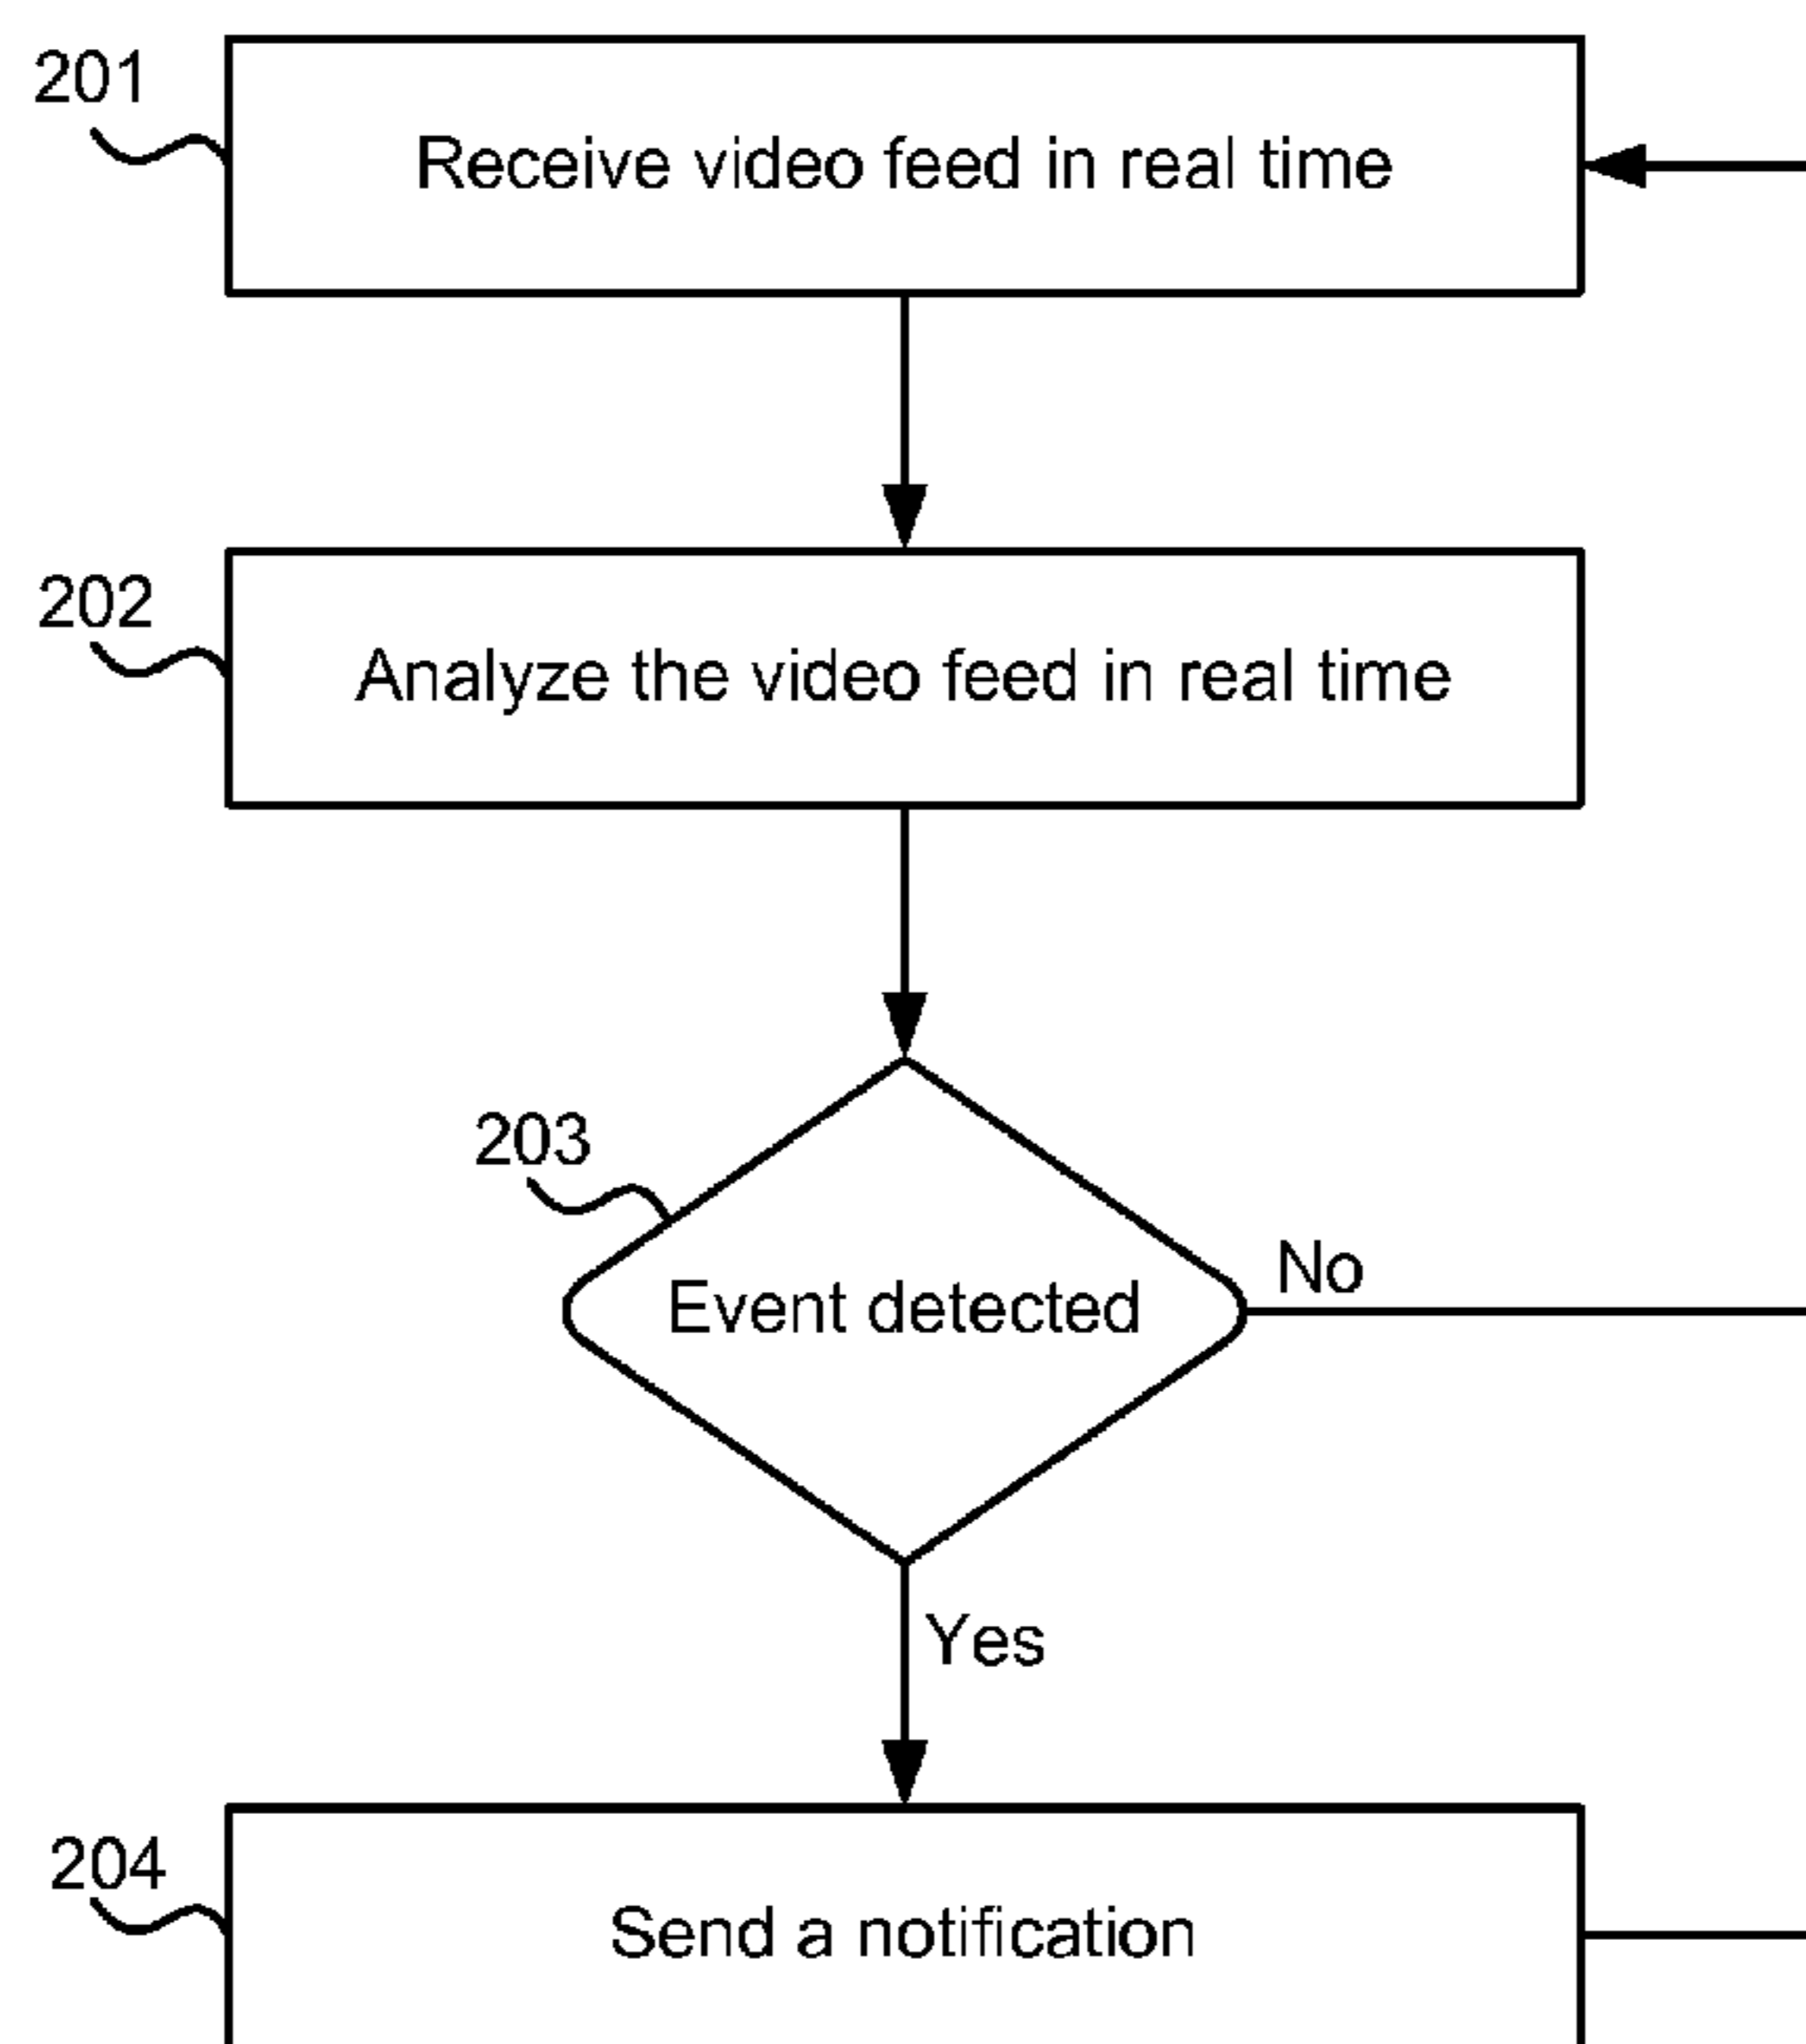 201
Receive video feed in real time
202
Analyze the video feed in real time
203
Event detected
No
Yes
204
Send a notification